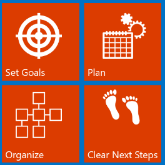 Set Goals
Plan
Organize
Clear Next Steps